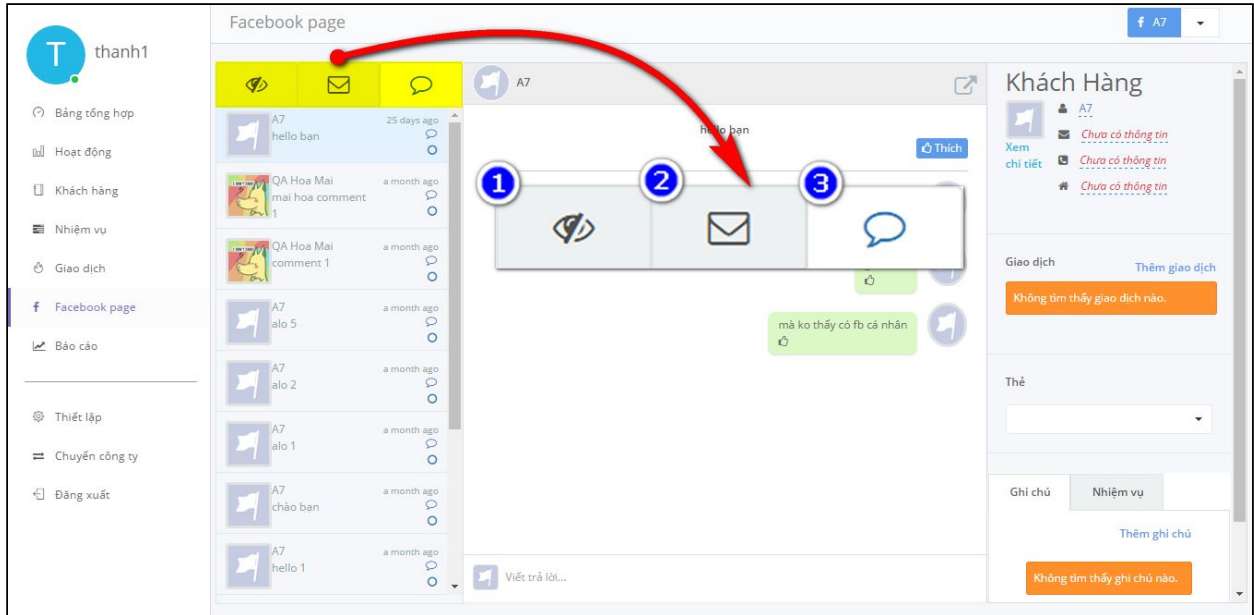 T
thanh1
Bảng tổng hợp
Hoạt động
Khách hàng
Nhiệm vụ
Giao dịch
Facebook page
Báo cáo
Thiết lập
Chuyển công ty
Đăng xuất
Facebook page
A7
A7
25 days ago
hello bạn
QA Hoa Mai
a month ago
mai hoa comment
1
QA Hoa Mai
a month ago
comment 1
A7
a month ago
alo 5
A7
a month ago
alo 2
A7
a month ago
alo 1
A7
a month ago
chào bạn
A7
a month ago
hello 1
A7
hello bạn
Thích
1
2
3
mà ko thấy có fb cá nhân
Viết trả lời...
Khách Hàng
A7
Chưa có thông tin
Xem
chi tiết
Chưa có thông tin
Chưa có thông tin
Giao dịch
Thêm giao dịch
Không tìm thấy giao dịch nào.
Thẻ
Ghi chú
Nhiệm vụ
Thêm ghi chú
Không tìm thấy ghi chú nào.